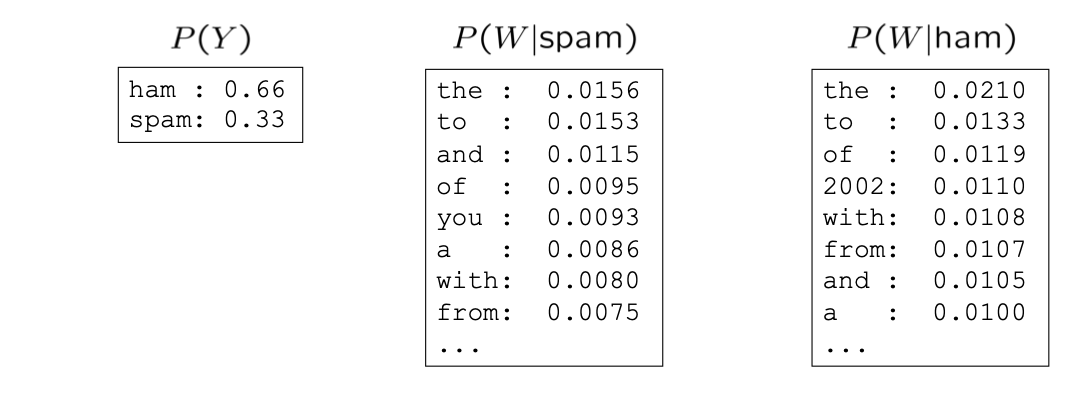 P(Y)
ham : 0.66
spam: 0.33
P(W|spam)
the : 0.0156
to : 0.0153
and : 0.0115
of : 0.0095
you : 0.0093
a : 0.0086
with: 0.0080
from: 0.0075
...
P(W|ham)
the : 0.0210
to : 0.0133
of : 0.0119
2002: 0.0110
with: 0.0108
from: 0.0107
and : 0.0105
a : 0.0100
...